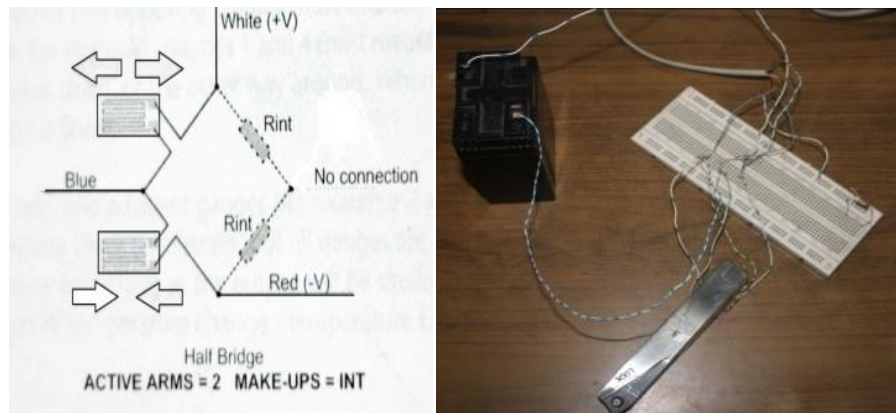 White (+V)
Rint
Blue
No connection
Rint
Red (-V)
Half Bridge
ACTIVE ARMS = 2 MAKE-UPS = INT